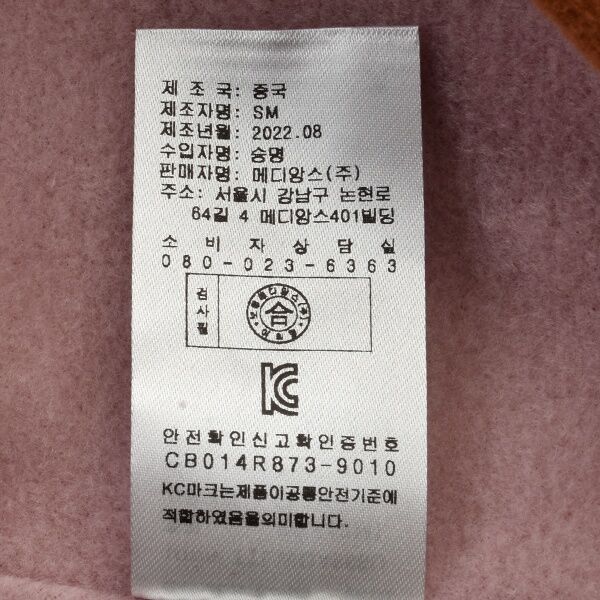 제 조 국: 중국
제조자명: SM
제조년월: 2022.08
수입자명: 송명
판매자명: 메디앙스(주)
주소: 서울시 강남구 논현로
64길 4 메디앙스401빌딩
소 비 자 상 담 실
080-023-6363
검사필
合
KC
안전확인신고확인증번호
CB014R873-9010
KC마크는제품이공통안전기준에
적합하였음을의미합니다.